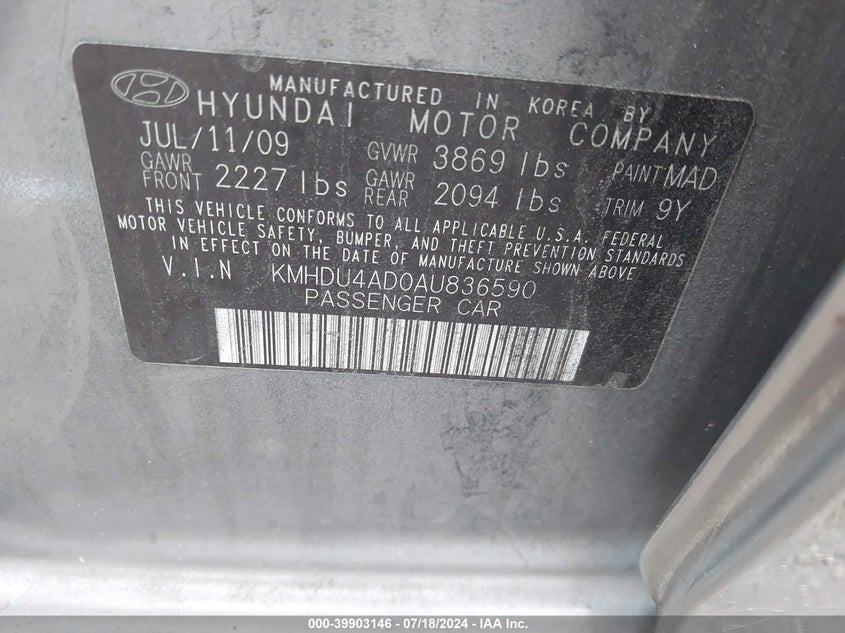 MANUFACTURED IN KOREA BY
HYUNDAI MOTOR COMPANY
JUL/11/09 GVWR 3869 lbs PAINT MAD
GAWR FRONT 2227 lbs GAWR REAR 2094 lbs TRIM 9Y
THIS VEHICLE CONFORMS TO ALL APPLICABLE U.S.A. FEDERAL
MOTOR VEHICLE SAFETY, BUMPER, AND THEFT PREVENTION STANDARDS
IN EFFECT ON THE DATE OF MANUFACTURE SHOWN ABOVE
V.I.N KMHDU4AD0AU836590
PASSENGER CAR
000-39903146 - 07/18/2024 - IAA Inc.